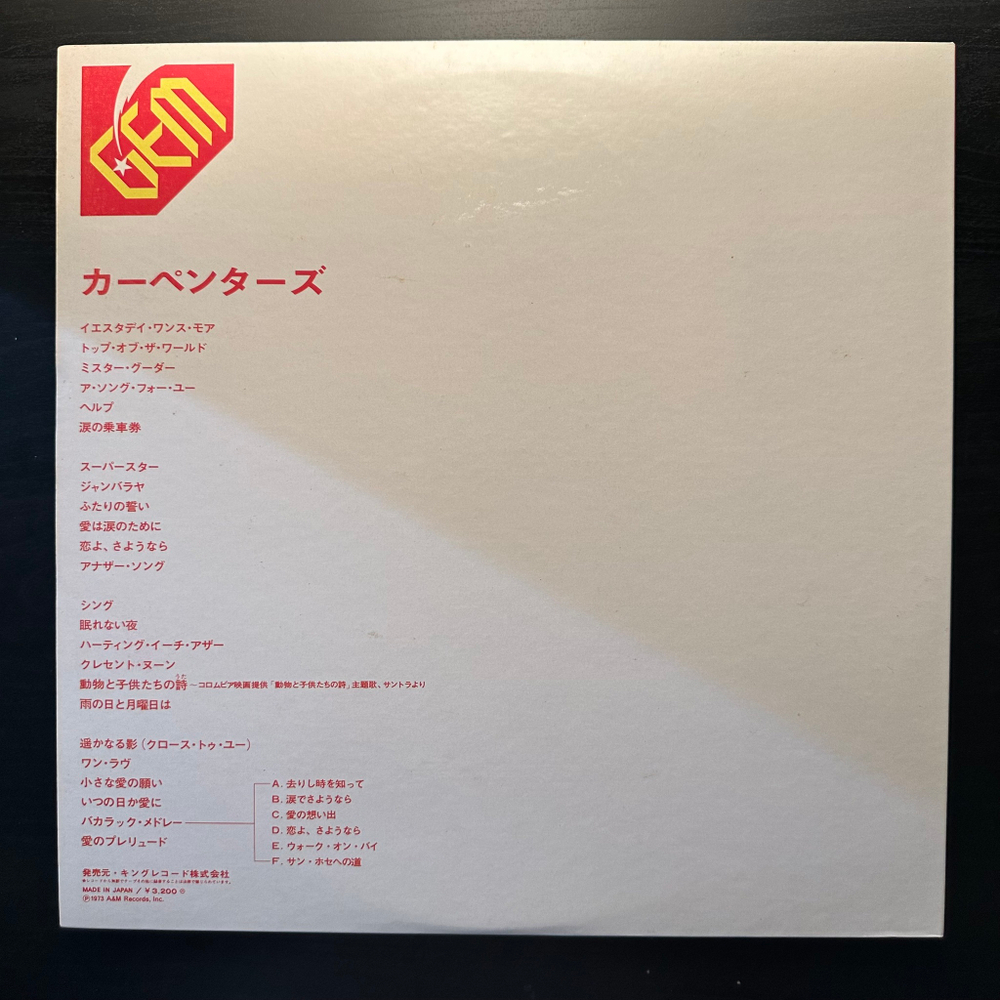 GEM
カーペンターズ
イエスタデイ・ワンス・モア
トップ・オブ・ザ・ワールド
ミスター・グーダー
ア・ソング・フォー・ユー
ヘルプ
涙の乗車券
スーパースター
ジャンバラヤ
ふたりの誓い
愛は涙のために
恋よ、さようなら
アナザー・ソング
シング
眠れない夜
ハーティング・イーチ・アザー
クレセント・ヌーン
うた
動物と子供たちの詩〜コロムビア映画提供「動物と子供たちの詩」主題歌、サントラより
雨の日と月曜日は
遥かなる影(クロース・トゥ・ユー)
ワン・ラヴ
小さな愛の願い
いつの日か愛に
バカラック・メドレー
愛のプレリュード
A. 去りし時を知って
B. 涙でさようなら
C. 愛の想い出
D. 恋よ、さようなら
E. ウォーク・オン・バイ
F. サン・ホセへの道
発売元・キングレコード株式会社
MADE IN JAPAN / ¥3.200
Ⓟ1973 A&M Records, Inc.